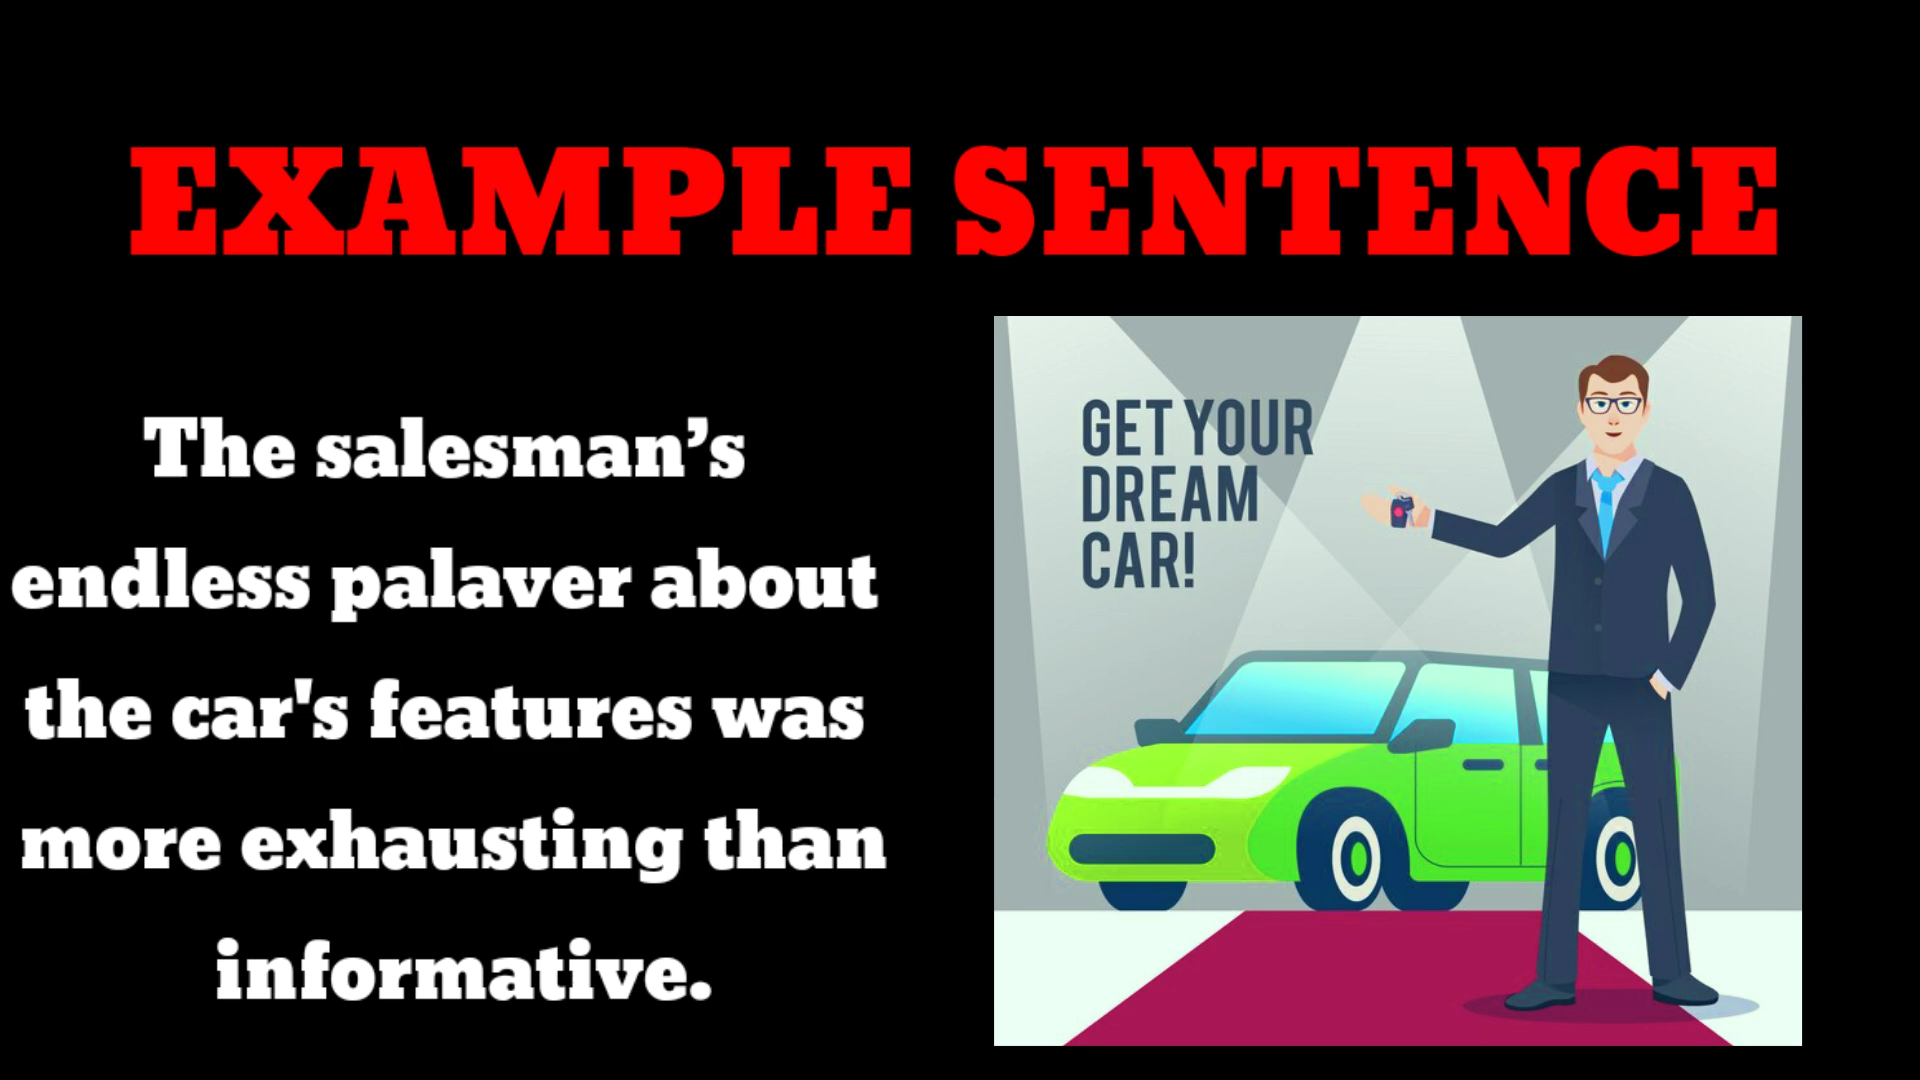 EXAMPLE SENTENCE
The salesman’s
endless palaver about
the car's features was
more exhausting than
informative.
GET YOUR
DREAM
CAR!